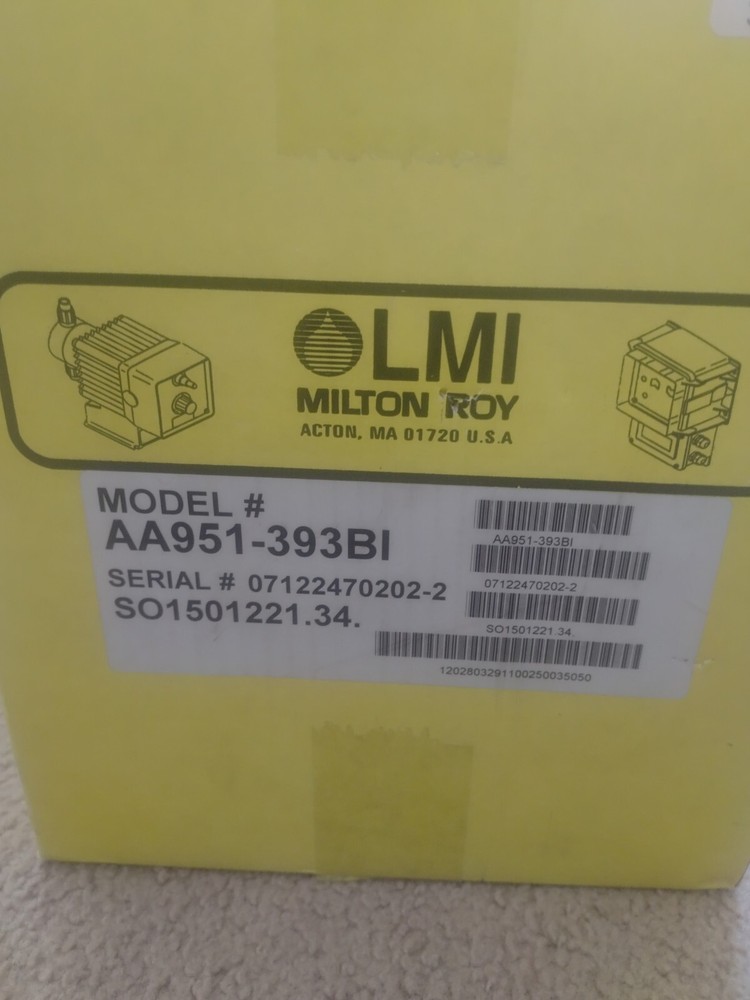 LMI
MILTON ROY
ACTON, MA 01720 U.S.A
MODEL #
AA951-393BI
SERIAL # 07122470202-2
SO1501221.34.
AA951-393BI
07122470202-2
SO1501221.34.
1202803291100250035050